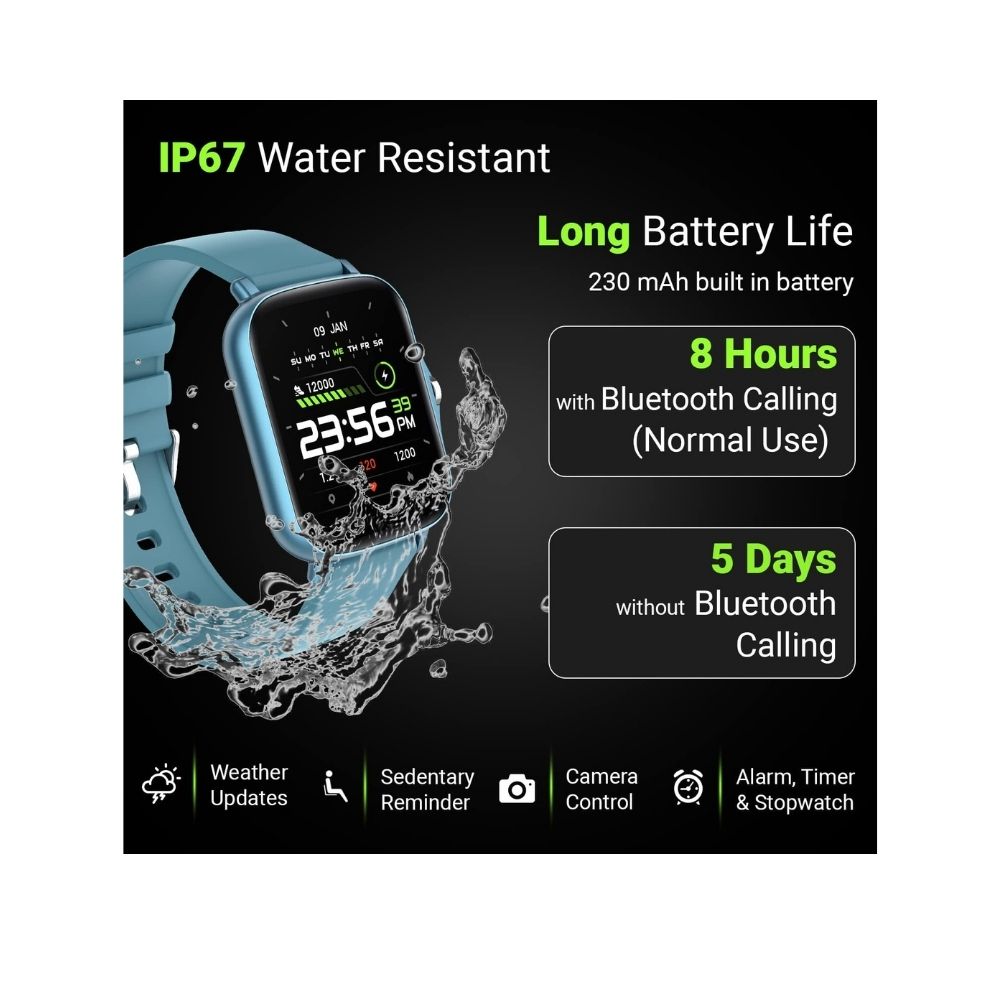 IP67 Water Resistant
Long Battery Life
230 mAh built in battery
09 JAN
SU MO TU WE TH FR SA
12000
23:56 39
PM
1200
8 Hours
with Bluetooth Calling
(Normal Use)
5 Days
without Bluetooth
Calling
Weather
Updates
Sedentary
Reminder
Camera
Control
Alarm, Timer
& Stopwatch